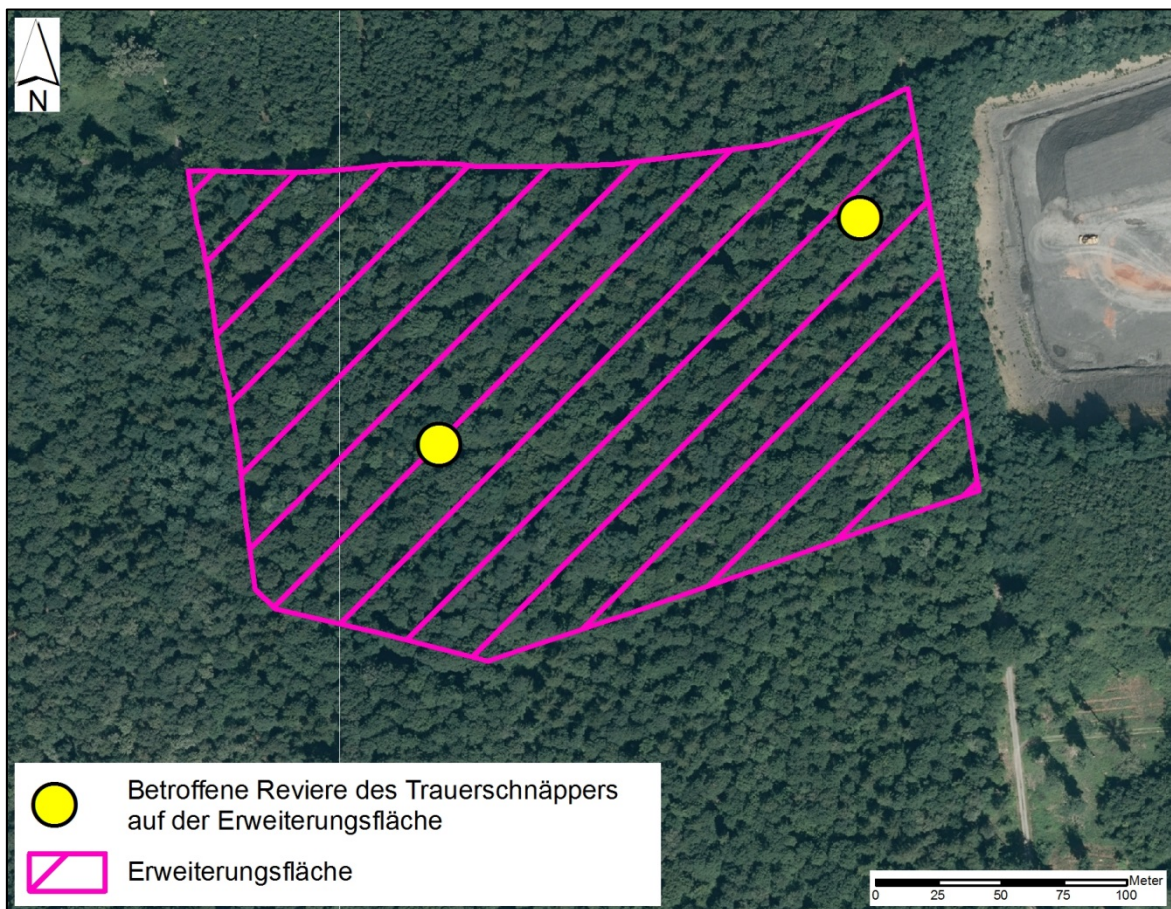 N
Betroffene Reviere des Trauerschnäppers
auf der Erweiterungsfläche
Erweiterungsfläche
Meter
0 25 50 75 100